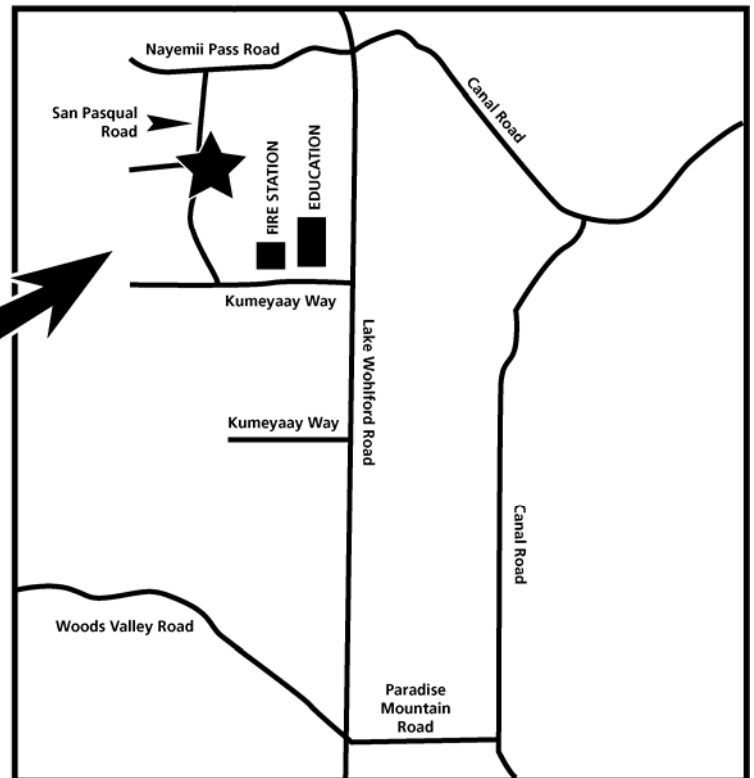 Nayemii Pass Road
San Pasqual
Road
Canal Road
FIRE STATION
EDUCATION
Kumeyaay Way
Lake Wohlford Road
Kumeyaay Way
Canal Road
Woods Valley Road
Paradise
Mountain
Road